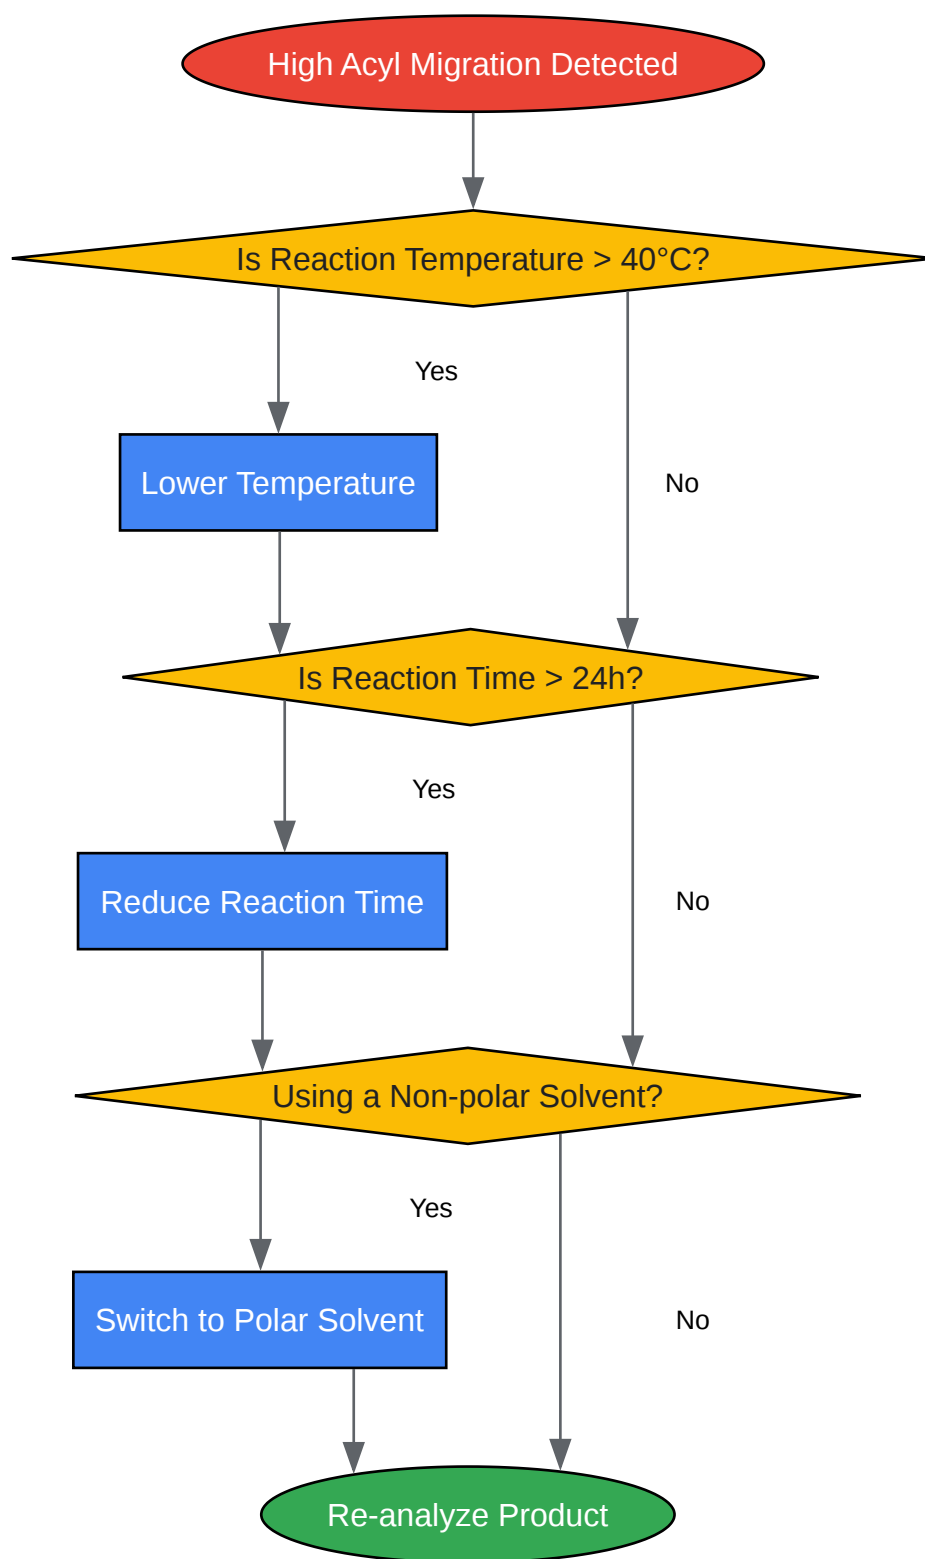 High Acyl Migration Detected
Is Reaction Temperature > 40°C?
Yes
Lower Temperature
No
Is Reaction Time > 24h?
Yes
Reduce Reaction Time
No
Using a Non-polar Solvent?
Yes
Switch to Polar Solvent
No
Re-analyze Product